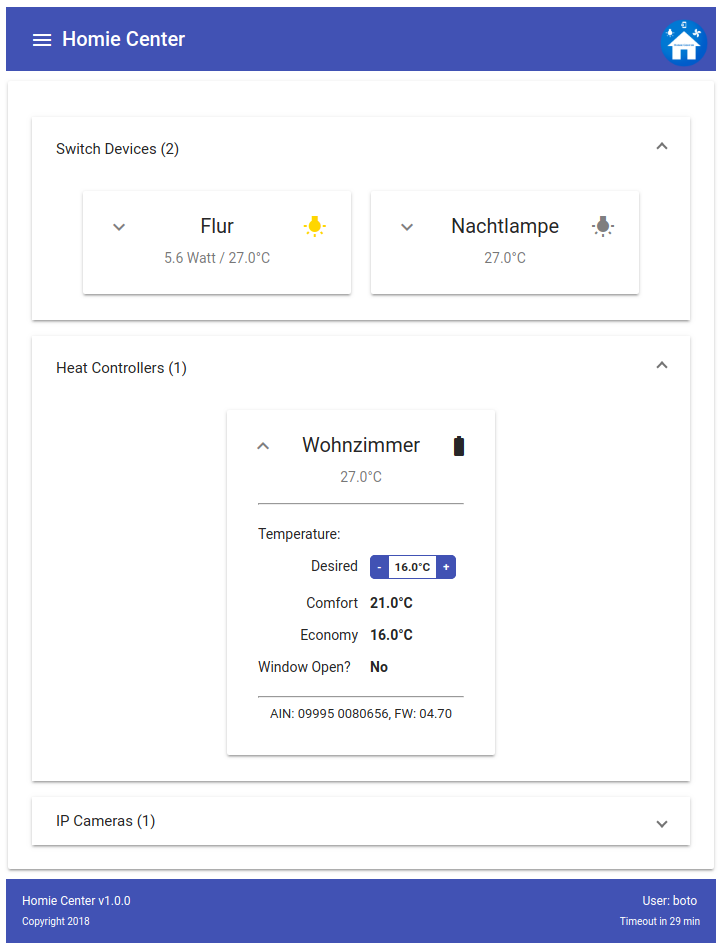 Homie Center
Switch Devices (2)
Flur
5.6 Watt / 27.0°C
Nachtlampe
27.0°C
Heat Controllers (1)
Wohnzimmer
27.0°C
Temperature:
Desired - 16.0°C +
Comfort 21.0°C
Economy 16.0°C
Window Open? No
AIN: 09995 0080656, FW: 04.70
IP Cameras (1)
Homie Center v1.0.0 User: boto
Copyright 2018 Timeout in 29 min